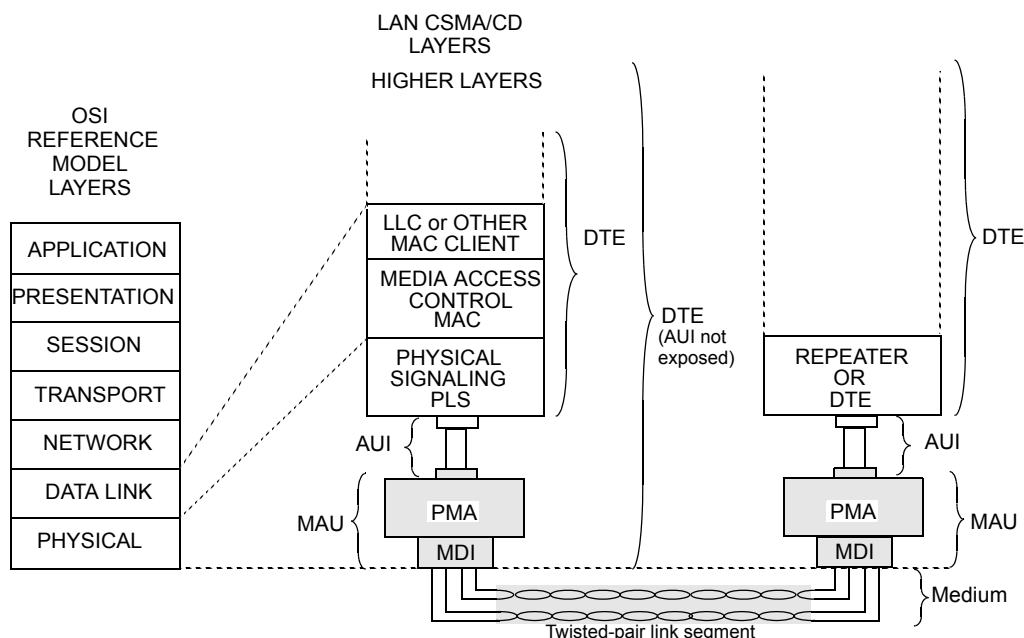 LAN CSMA/CD
LAYERS
HIGHER LAYERS
OSI
REFERENCE
MODEL
LAYERS
APPLICATION
PRESENTATION
SESSION
TRANSPORT
NETWORK
DATA LINK
PHYSICAL
LLC or OTHER
MAC CLIENT
MEDIA ACCESS
CONTROL
MAC
PHYSICAL
SIGNALING
PLS
DTE
DTE
(AUI not
exposed)
AUI
MAU
PMA
MDI
DTE
REPEATER
OR
DTE
AUI
PMA
MAU
MDI
Medium
Twisted-pair link segment